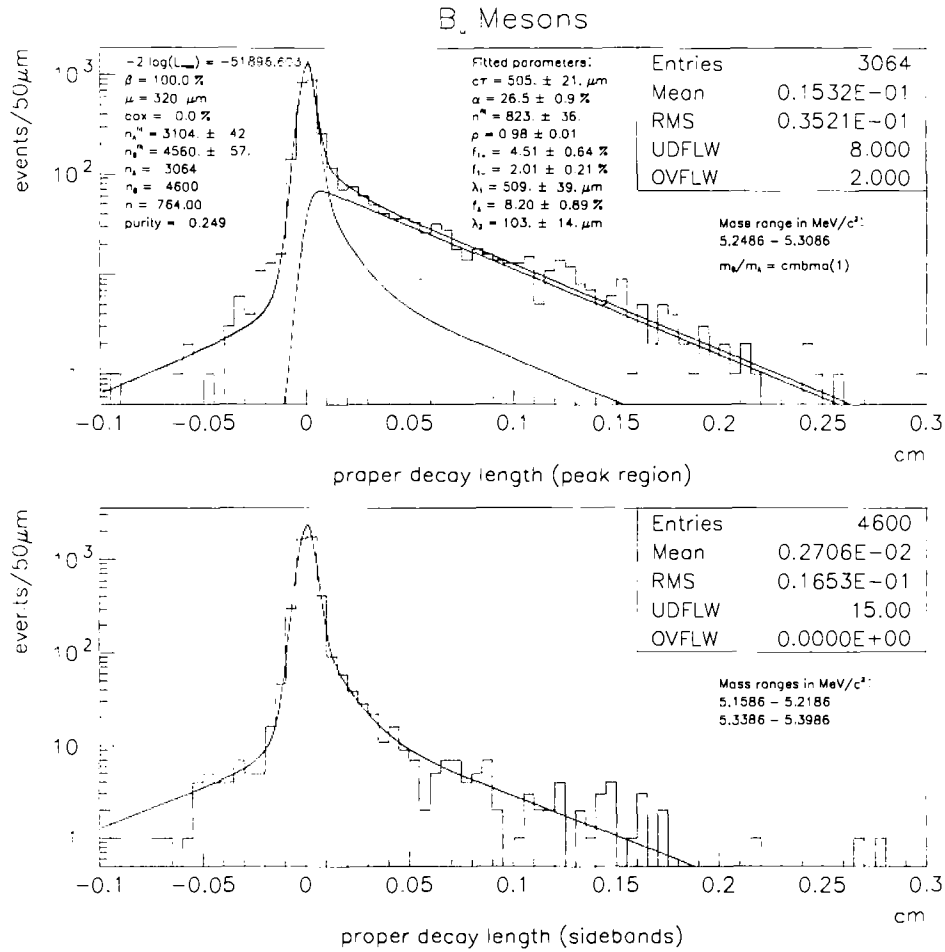 B_u Mesons
events/50μm
10³
10²
1
-2 log(L) = -51896.603
β = 100.0 %
μ = 320 μm
cox = 0.0 %
n_A^fit = 3104. ± 42
n_B^fit = 4560. ± 57.
n_A = 3064
n_B = 4600
n = 764.00
purity = 0.249
Fitted parameters:
cτ = 505. ± 21. μm
α = 26.5 ± 0.9 %
n^fit = 823. ± 36.
ρ = 0.98 ± 0.01
f₁₊ = 4.51 ± 0.64 %
f₁₋ = 2.01 ± 0.21 %
λ₁ = 509. ± 39. μm
f₂ = 8.20 ± 0.89 %
λ₂ = 103. ± 14. μm
Entries 3064
Mean 0.1532E-01
RMS 0.3521E-01
UDFLW 8.000
OVFLW 2.000
Mass range in MeV/c²:
5.2486 - 5.3086
m_B/m_A = cmbma(1)
-0.1 -0.05 0 0.05 0.1 0.15 0.2 0.25 0.3
cm
proper decay length (peak region)
events/50μm
10³
10²
10
1
Entries 4600
Mean 0.2706E-02
RMS 0.1653E-01
UDFLW 15.00
OVFLW 0.0000E+00
Mass ranges in MeV/c²:
5.1586 - 5.2186
5.3386 - 5.3986
-0.1 -0.05 0 0.05 0.1 0.15 0.2 0.25 0.3
cm
proper decay length (sidebands)